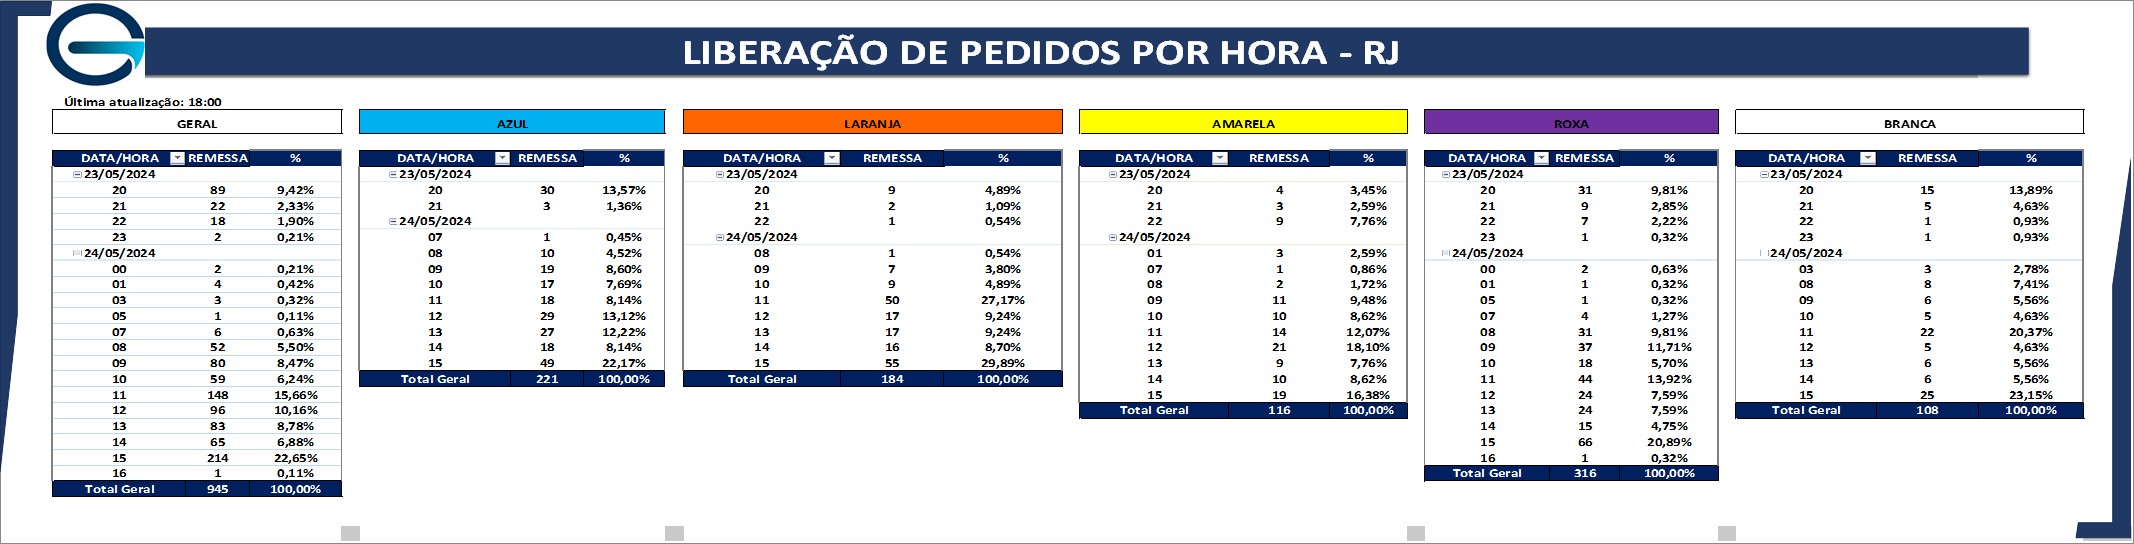 LIBERAÇÃO DE PEDIDOS POR HORA - RJ
Última atualização: 18:00
GERAL
DATA/HORA REMESSA %
23/05/2024
20 89 9,42%
21 22 2,33%
22 18 1,90%
23 2 0,21%
24/05/2024
00 2 0,21%
01 4 0,42%
03 3 0,32%
05 1 0,11%
07 6 0,63%
08 52 5,50%
09 80 8,47%
10 59 6,24%
11 148 15,66%
12 96 10,16%
13 83 8,78%
14 65 6,88%
15 214 22,65%
16 1 0,11%
Total Geral 945 100,00%
AZUL
DATA/HORA REMESSA %
23/05/2024
20 30 13,57%
21 3 1,36%
24/05/2024
07 1 0,45%
08 10 4,52%
09 19 8,60%
10 17 7,69%
11 18 8,14%
12 29 13,12%
13 27 12,22%
14 18 8,14%
15 49 22,17%
Total Geral 221 100,00%
LARANJA
DATA/HORA REMESSA %
23/05/2024
20 9 4,89%
21 2 1,09%
22 1 0,54%
24/05/2024
08 1 0,54%
09 7 3,80%
10 9 4,89%
11 50 27,17%
12 17 9,24%
13 17 9,24%
14 16 8,70%
15 55 29,89%
Total Geral 184 100,00%
AMARELA
DATA/HORA REMESSA %
23/05/2024
20 4 3,45%
21 3 2,59%
22 9 7,76%
24/05/2024
01 3 2,59%
07 1 0,86%
08 2 1,72%
09 11 9,48%
10 10 8,62%
11 14 12,07%
12 21 18,10%
13 9 7,76%
14 10 8,62%
15 19 16,38%
Total Geral 116 100,00%
ROXA
DATA/HORA REMESSA %
23/05/2024
20 31 9,81%
21 9 2,85%
22 7 2,22%
23 1 0,32%
24/05/2024
00 2 0,63%
01 1 0,32%
05 1 0,32%
07 4 1,27%
08 31 9,81%
09 37 11,71%
10 18 5,70%
11 44 13,92%
12 24 7,59%
13 24 7,59%
14 15 4,75%
15 66 20,89%
16 1 0,32%
Total Geral 316 100,00%
BRANCA
DATA/HORA REMESSA %
23/05/2024
20 15 13,89%
21 5 4,63%
22 1 0,93%
23 1 0,93%
24/05/2024
03 3 2,78%
08 8 7,41%
09 6 5,56%
10 5 4,63%
11 22 20,37%
12 5 4,63%
13 6 5,56%
14 6 5,56%
15 25 23,15%
Total Geral 108 100,00%